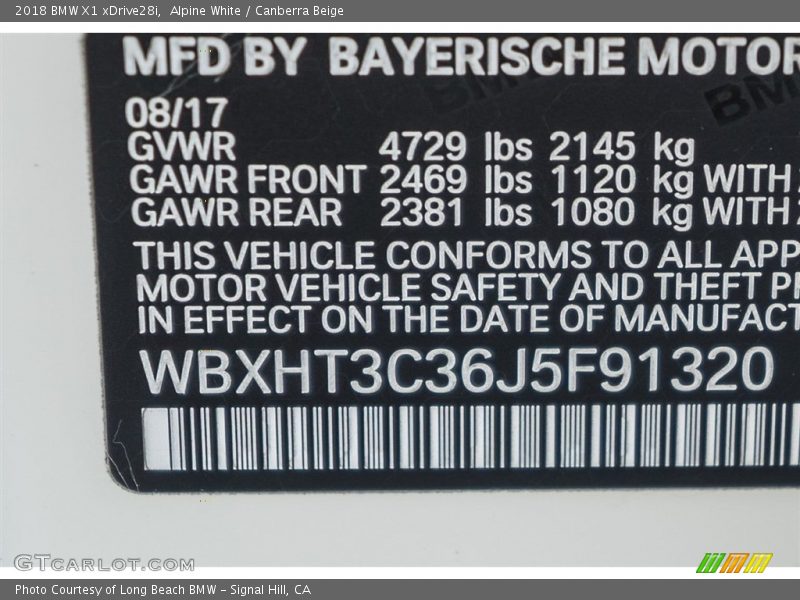 2018 BMW X1 xDrive28i,  Alpine White / Canberra Beige
MFD BY BAYERISCHE MOTOR
08/17
GVWR 4729 lbs 2145 kg
GAWR FRONT 2469 lbs 1120 kg WITH
GAWR REAR 2381 lbs 1080 kg WITH
THIS VEHICLE CONFORMS TO ALL APP
MOTOR VEHICLE SAFETY AND THEFT P
IN EFFECT ON THE DATE OF MANUFACT
WBXHT3C36J5F91320
GTCARLOT.COM
Photo Courtesy of Long Beach BMW - Signal Hill, CA